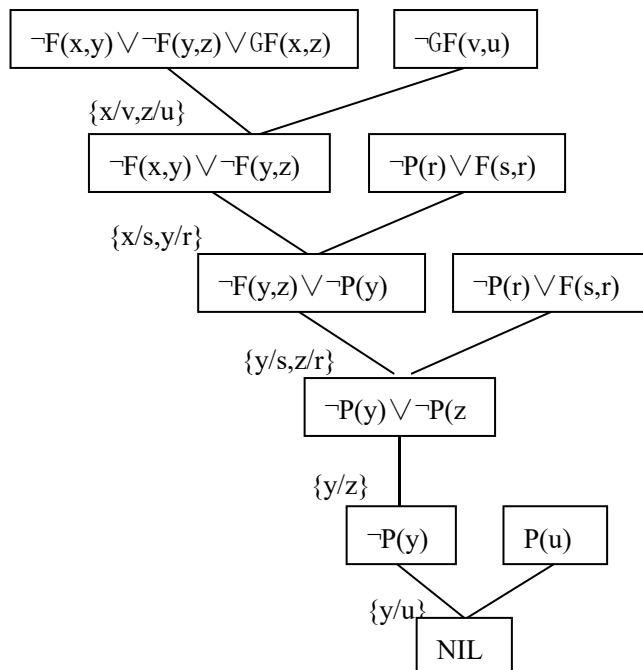 ¬F(x,y)∨¬F(y,z)∨GF(x,z)
¬GF(v,u)
{x/v,z/u}
¬F(x,y)∨¬F(y,z)
¬P(r)∨F(s,r)
{x/s,y/r}
¬F(y,z)∨¬P(y)
¬P(r)∨F(s,r)
{y/s,z/r}
¬P(y)∨¬P(z
{y/z}
¬P(y)
P(u)
{y/u}
NIL